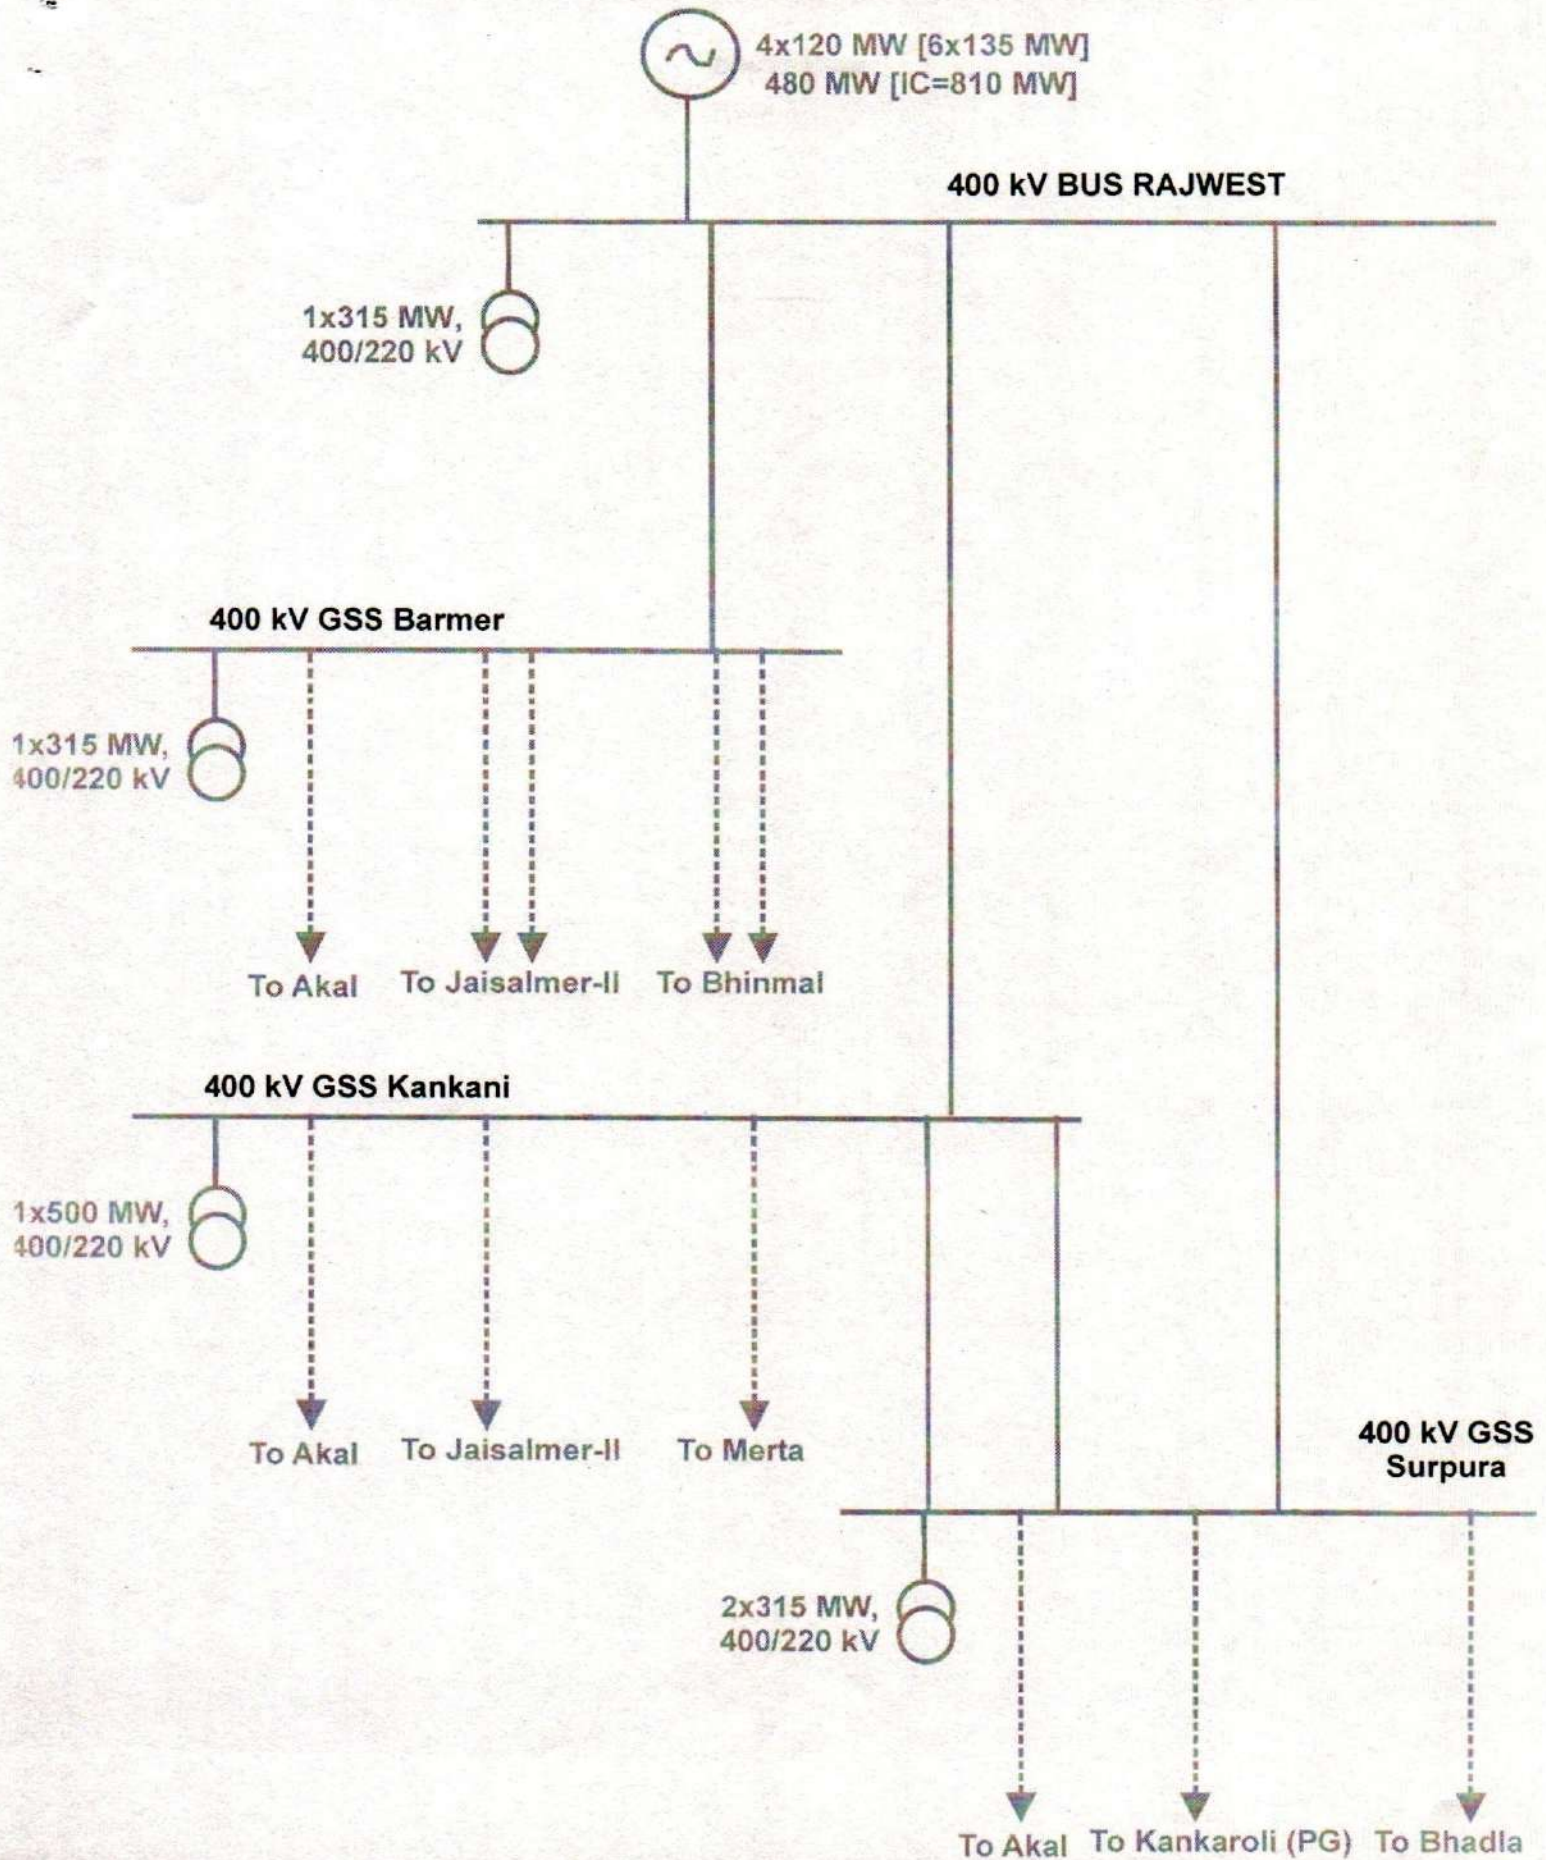 4x120 MW [6x135 MW]
480 MW [IC=810 MW]
400 kV BUS RAJWEST
1x315 MW,
400/220 kV
400 kV GSS Barmer
1x315 MW,
400/220 kV
To Akal
To Jaisalmer-II
To Bhinmal
400 kV GSS Kankani
1x500 MW,
400/220 kV
To Akal
To Jaisalmer-II
To Merta
400 kV GSS
Surpura
2x315 MW,
400/220 kV
To Akal
To Kankaroli (PG)
To Bhadla